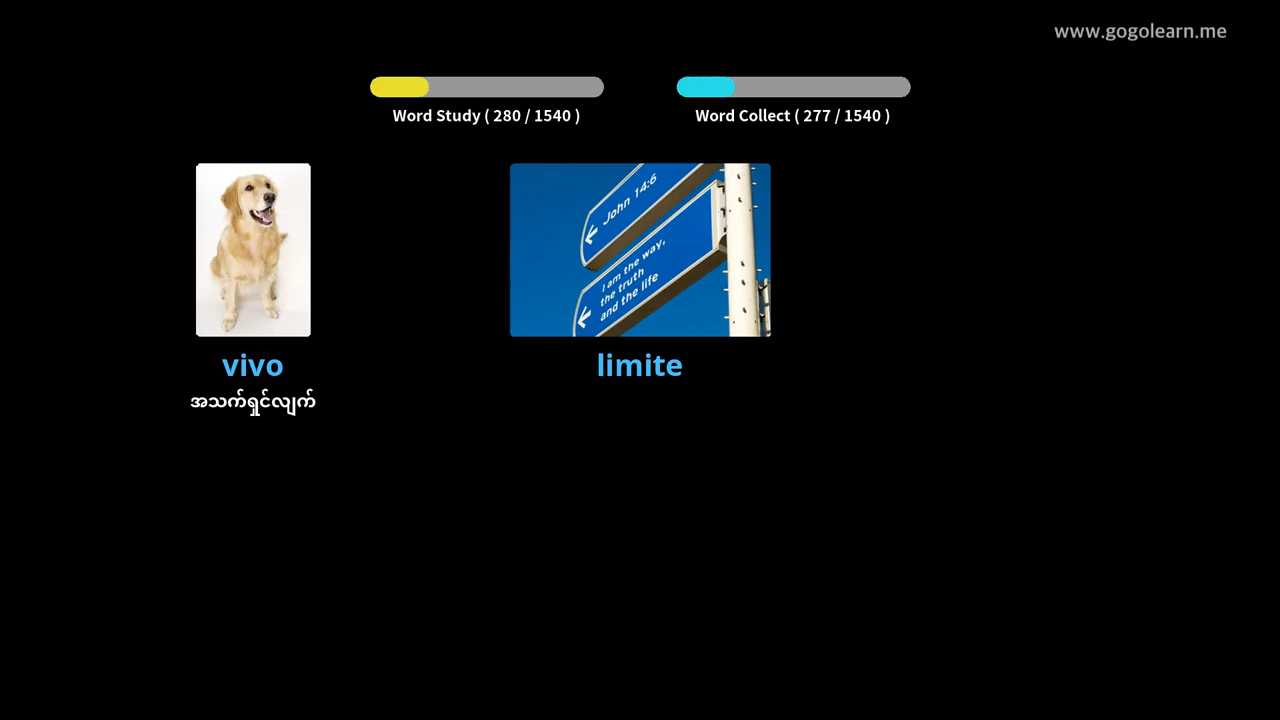 www.gogolearn.me
Word Study ( 280 / 1540 )
Word Collect ( 277 / 1540 )
John 14:6
I am the way,
the truth
and the life
vivo
limite
အသက်ရှင်လျက်